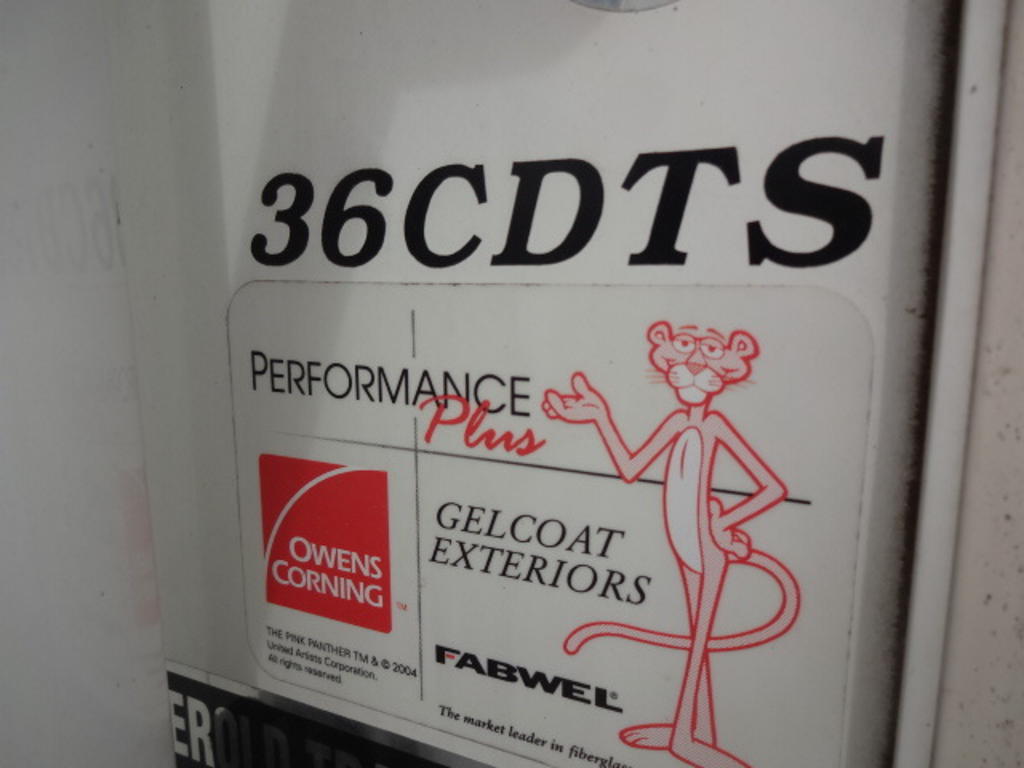 36CDTS
PERFORMANCE
Plus
OWENS
CORNING
™
GELCOAT
EXTERIORS
THE PINK PANTHER TM & © 2004
United Artists Corporation.
All rights reserved.
FABWEL®
The market leader in